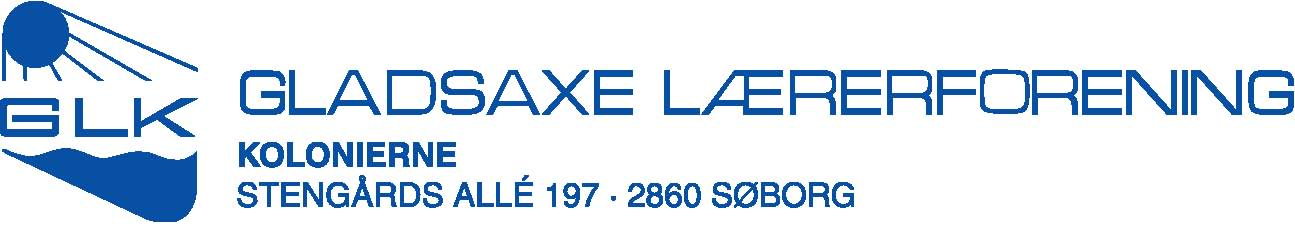 GLK
GLADSAXE LÆRERFORENING
KOLONIERNE
STENGÅRDS ALLÉ 197 · 2860 SØBORG